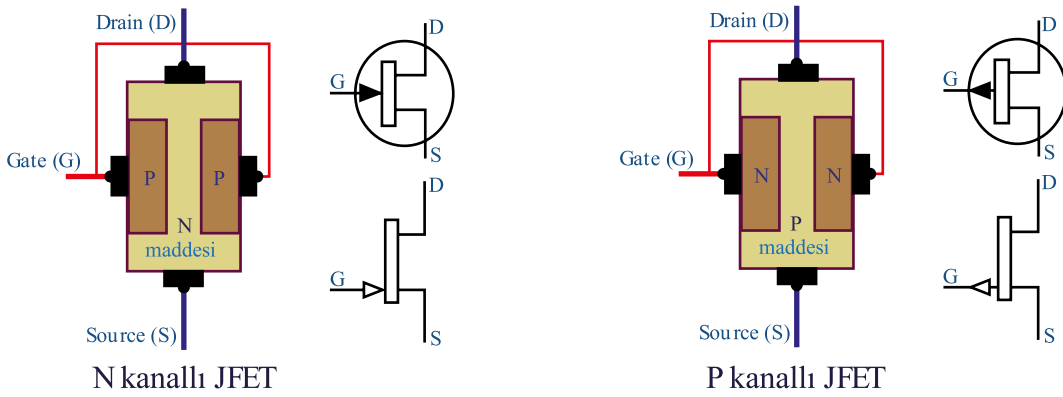 Drain (D)
Gate (G)
P
P
N
maddesi
Source (S)
D
G
S
D
G
S
N kanallı JFET
Drain (D)
Gate (G)
N
N
P
maddesi
Source (S)
D
G
S
D
G
S
P kanallı JFET